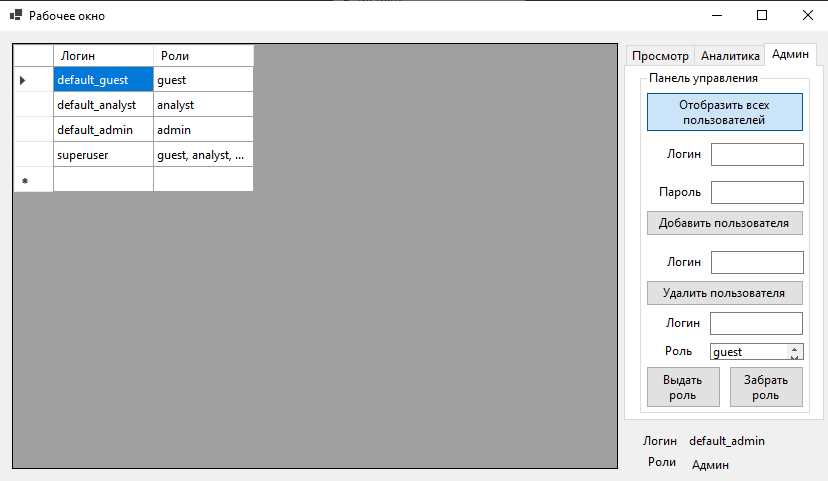 Рабочее окно
Логин Роли
default_guest guest
default_analyst analyst
default_admin admin
superuser guest, analyst, ...
*
Просмотр Аналитика Админ
Панель управления
Отобразить всех
пользователей
Логин
Пароль
Добавить пользователя
Логин
Удалить пользователя
Логин
Роль guest
Выдать
роль
Забрать
роль
Логин default_admin
Роли Админ